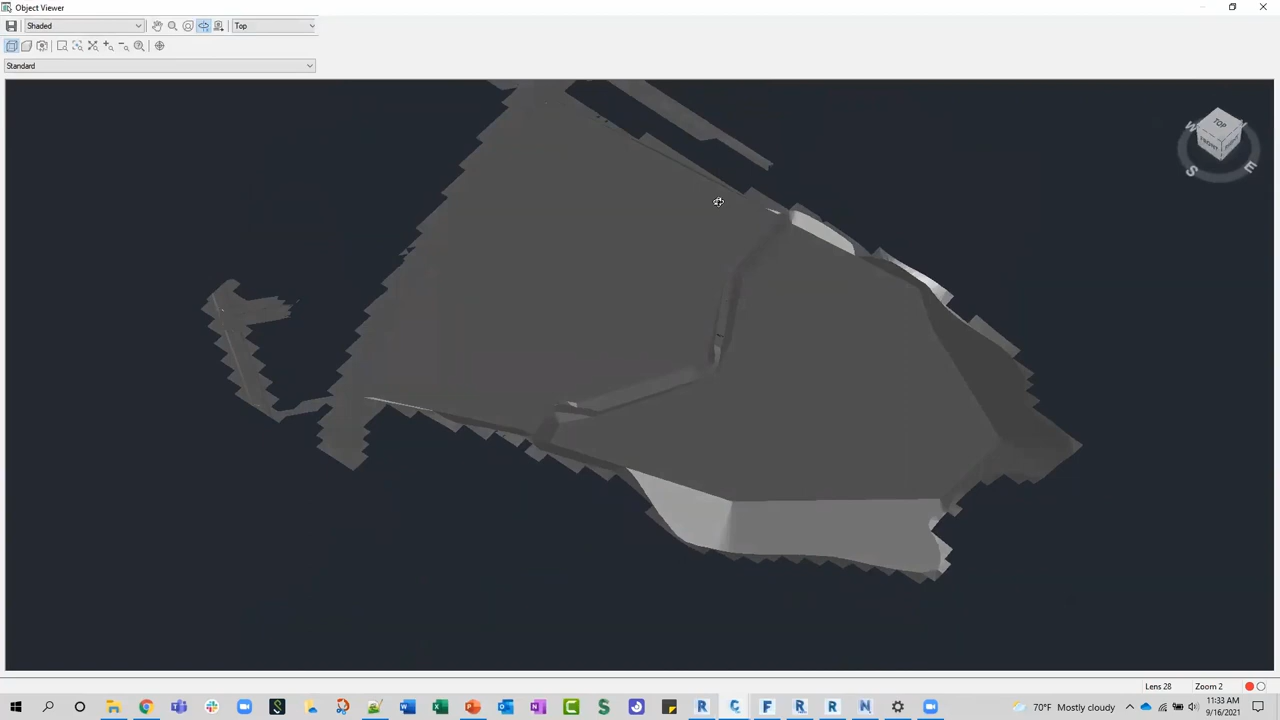 Object Viewer
Shaded
Top
Standard
TOP
FRONT
W
S
E
Lens 28
Zoom 2
70°F Mostly cloudy
11:33 AM
9/16/2021